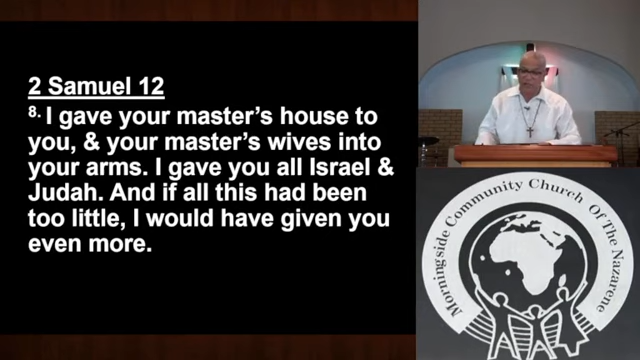 2 Samuel 12
8. I gave your master's house to
you, & your master's wives into
your arms. I gave you all Israel &
Judah. And if all this had been
too little, I would have given you
even more.
Morningside Community Church Of The Nazarene